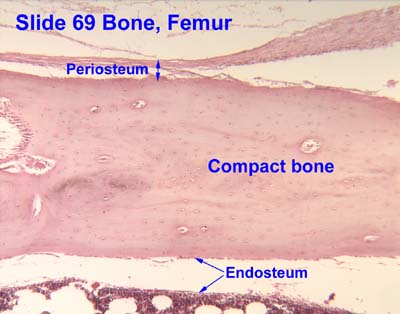 Slide 69 Bone, Femur
Periosteum
Compact bone
Endosteum